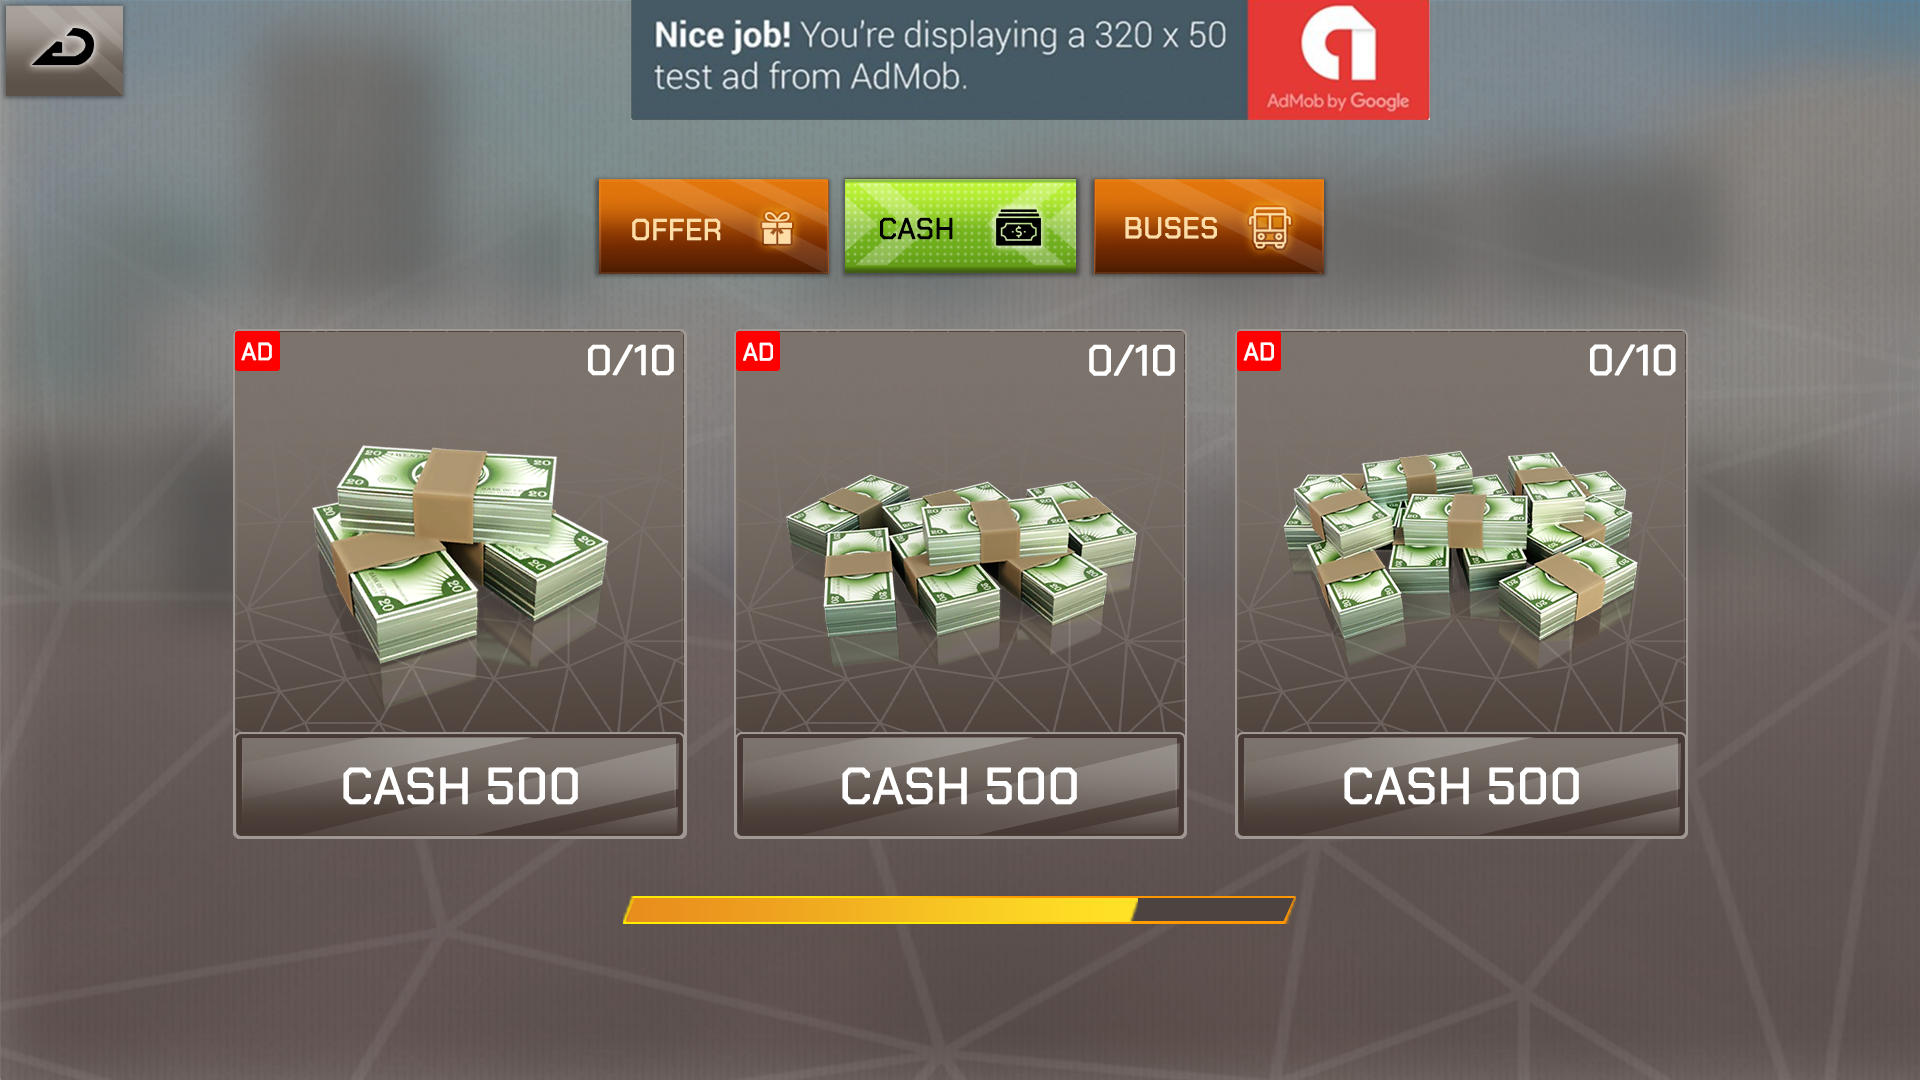 Nice job! You're displaying a 320 x 50
test ad from AdMob.
AdMob by Google
OFFER
CASH
BUSES
AD
0/10
AD
0/10
AD
0/10
CASH 500
CASH 500
CASH 500